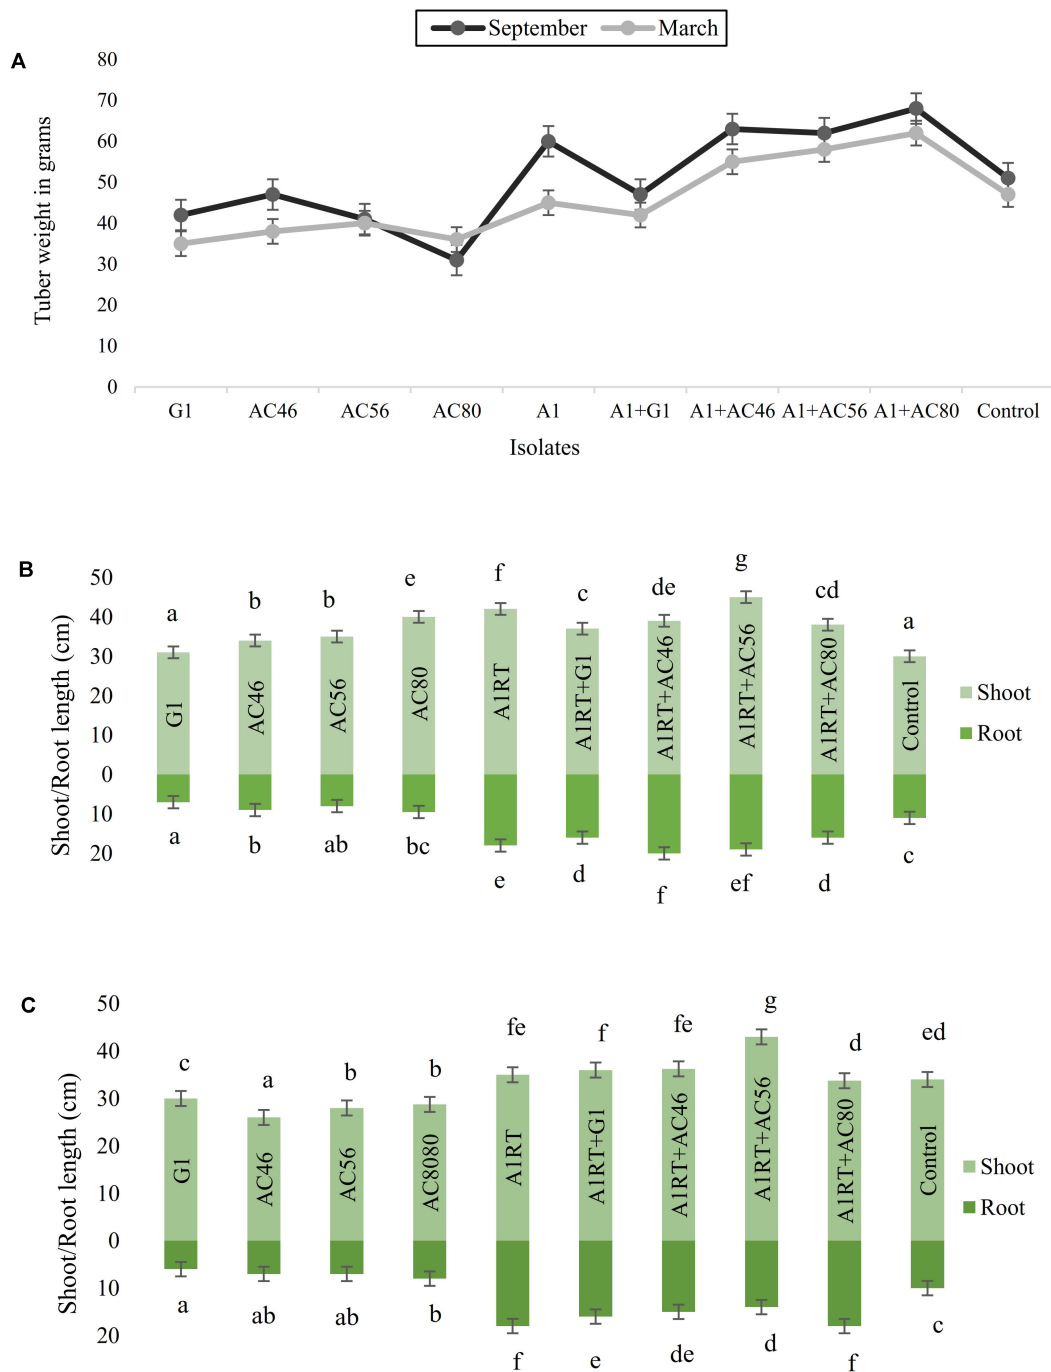 September March
A
80
70
60
50
40
30
20
10
0
Tuber weight in grams
G1 AC46 AC56 AC80 A1 A1+G1 A1+AC46 A1+AC56 A1+AC80 Control
Isolates
B
50
40
30
20
10
0
10
20
Shoot/Root length (cm)
a b b e f c de g cd a
G1 AC46 AC56 AC80 A1RT A1RT+G1 A1RT+AC46 A1RT+AC56 A1RT+AC80 Control
a b ab bc e d f ef d c
Shoot
Root
C
50
40
30
20
10
0
10
20
Shoot/Root length (cm)
c a b b fe f fe g d ed
G1 AC46 AC56 AC8080 A1RT A1RT+G1 A1RT+AC46 A1RT+AC56 A1RT+AC80 Control
a ab ab b f e de d f c
Shoot
Root